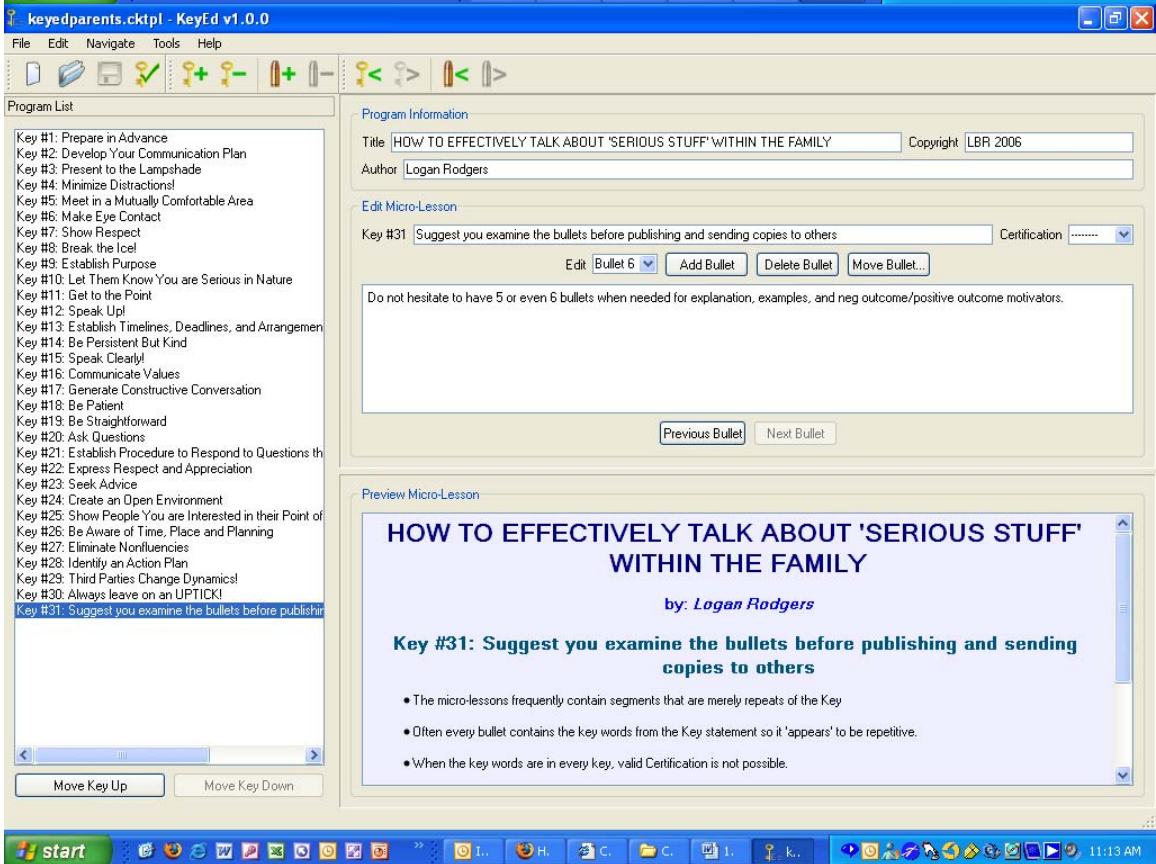 keyedparents.cktpl - KeyEd v1.0.0
File Edit Navigate Tools Help
Program List
Key #1: Prepare in Advance
Key #2: Develop Your Communication Plan
Key #3: Present to the Lampshade
Key #4: Minimize Distractions!
Key #5: Meet in a Mutually Comfortable Area
Key #6: Make Eye Contact
Key #7: Show Respect
Key #8: Break the Ice!
Key #9: Establish Purpose
Key #10: Let Them Know You are Serious in Nature
Key #11: Get to the Point
Key #12: Speak Up!
Key #13: Establish Timelines, Deadlines, and Arrangemen
Key #14: Be Persistent But Kind
Key #15: Speak Clearly!
Key #16: Communicate Values
Key #17: Generate Constructive Conversation
Key #18: Be Patient
Key #19: Be Straightforward
Key #20: Ask Questions
Key #21: Establish Procedure to Respond to Questions th
Key #22: Express Respect and Appreciation
Key #23: Seek Advice
Key #24: Create an Open Environment
Key #25: Show People You are Interested in their Point of
Key #26: Be Aware of Time, Place and Planning
Key #27: Eliminate Nonfluencies
Key #28: Identify an Action Plan
Key #29: Third Parties Change Dynamics!
Key #30: Always leave on an UPTICK!
Key #31: Suggest you examine the bullets before publishin
Move Key Up Move Key Down
Program Information
Title HOW TO EFFECTIVELY TALK ABOUT 'SERIOUS STUFF' WITHIN THE FAMILY Copyright LBR 2006
Author Logan Rodgers
Edit Micro-Lesson
Key #31 Suggest you examine the bullets before publishing and sending copies to others Certification --------
Edit Bullet 6 Add Bullet Delete Bullet Move Bullet...
Do not hesitate to have 5 or even 6 bullets when needed for explanation, examples, and neg outcome/positive outcome motivators.
Previous Bullet Next Bullet
Preview Micro-Lesson
HOW TO EFFECTIVELY TALK ABOUT 'SERIOUS STUFF'
WITHIN THE FAMILY
by: Logan Rodgers
Key #31: Suggest you examine the bullets before publishing and sending
copies to others
• The micro-lessons frequently contain segments that are merely repeats of the Key
• Often every bullet contains the key words from the Key statement so it 'appears' to be repetitive.
• When the key words are in every key, valid Certification is not possible.
start I.. H. C. C. 1. k.. 11:13 AM